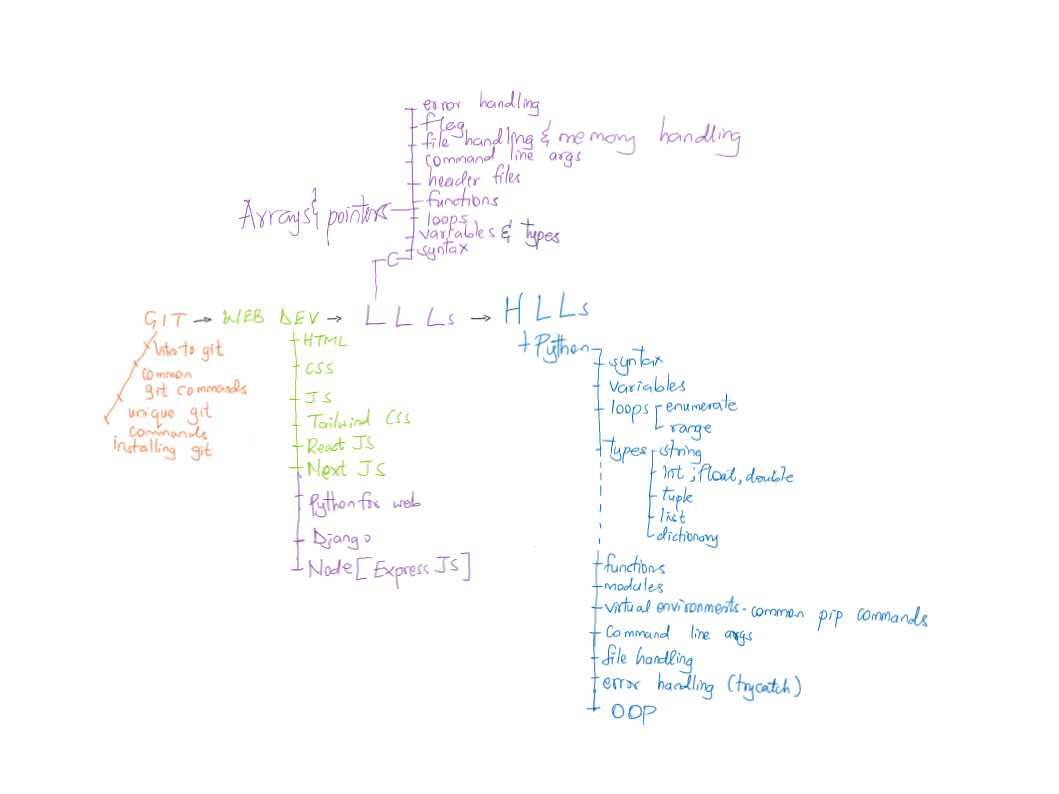 error handling
flag
file handling & memory handling
command line args
header files
functions
Arrays & pointers
loops
variables & types
syntax
C
GIT → WEB DEV → LLLs → HLLs
Intro to git
common
git commands
unique git
commands
installing git
HTML
CSS
JS
Tailwind CSS
React JS
Next JS
Python for web
Django
Node [Express JS]
Python
syntax
variables
loops
enumerate
range
types
string
int, float, double
tuple
list
dictionary
functions
modules
virtual environments - common pip commands
Command line args
file handling
error handling (trycatch)
OOP